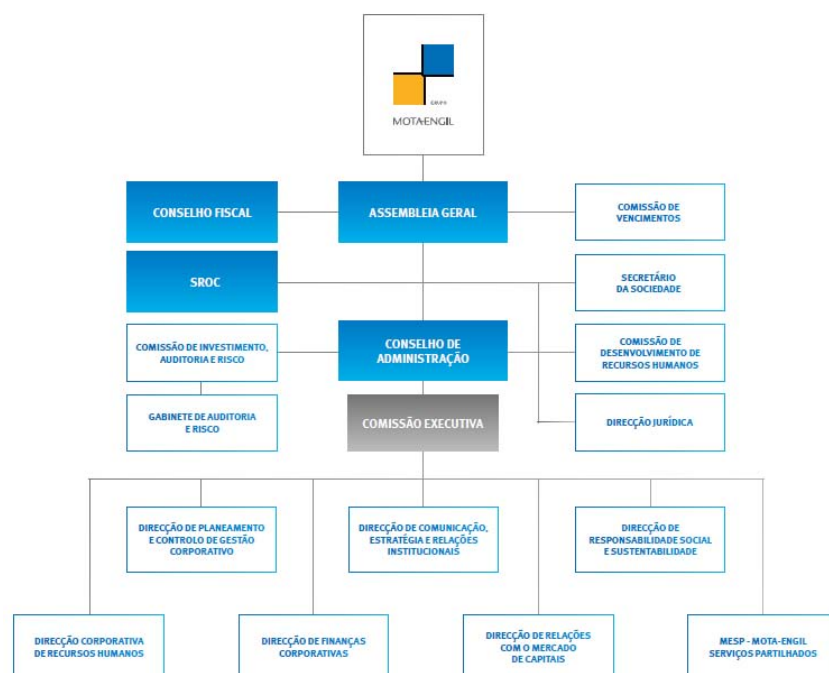 GRUPO
MOTA-ENGIL
CONSELHO FISCAL
ASSEMBLEIA GERAL
COMISSÃO DE
VENCIMENTOS
SROC
SECRETÁRIO
DA SOCIEDADE
COMISSÃO DE INVESTIMENTO,
AUDITORIA E RISCO
CONSELHO DE
ADMINISTRAÇÃO
COMISSÃO DE
DESENVOLVIMENTO DE
RECURSOS HUMANOS
GABINETE DE AUDITORIA
E RISCO
COMISSÃO EXECUTIVA
DIRECÇÃO JURÍDICA
DIRECÇÃO DE PLANEAMENTO
E CONTROLO DE GESTÃO
CORPORATIVO
DIRECÇÃO DE COMUNICAÇÃO,
ESTRATÉGIA E RELAÇÕES
INSTITUCIONAIS
DIRECÇÃO DE
RESPONSABILIDADE SOCIAL
E SUSTENTABILIDADE
DIRECÇÃO CORPORATIVA
DE RECURSOS HUMANOS
DIRECÇÃO DE FINANÇAS
CORPORATIVAS
DIRECÇÃO DE RELAÇÕES
COM O MERCADO
DE CAPITAIS
MESP - MOTA-ENGIL
SERVIÇOS PARTILHADOS